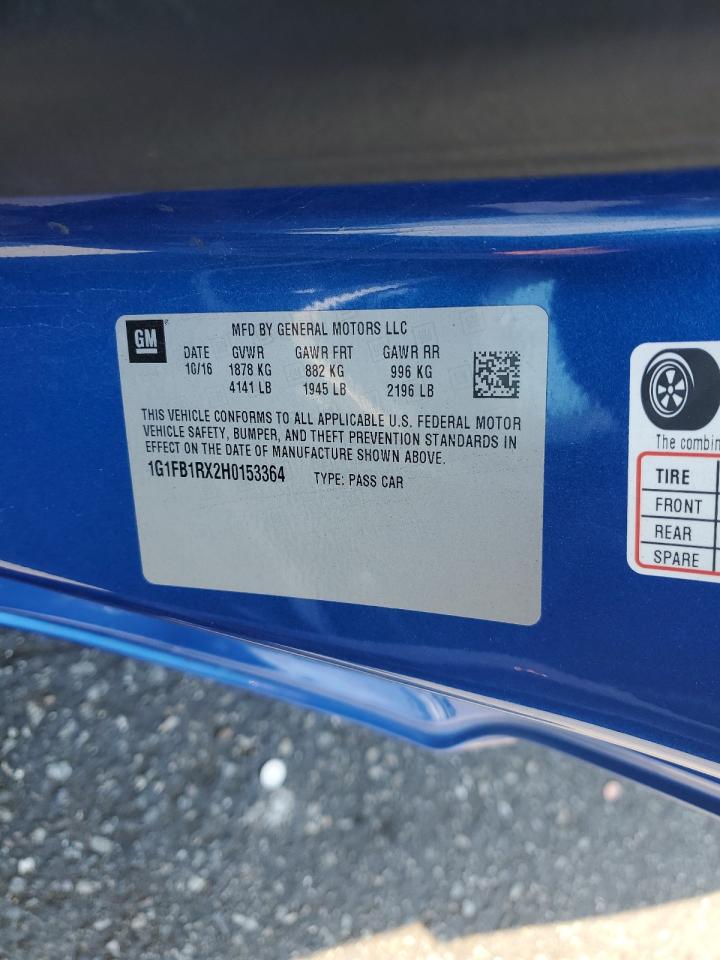 GM
MFD BY GENERAL MOTORS LLC
DATE GVWR GAWR FRT GAWR RR
10/16 1878 KG 882 KG 996 KG
4141 LB 1945 LB 2196 LB
THIS VEHICLE CONFORMS TO ALL APPLICABLE U.S. FEDERAL MOTOR
VEHICLE SAFETY, BUMPER, AND THEFT PREVENTION STANDARDS IN
EFFECT ON THE DATE OF MANUFACTURE SHOWN ABOVE.
1G1FB1RX2H0153364 TYPE: PASS CAR
The combin
TIRE
FRONT
REAR
SPARE